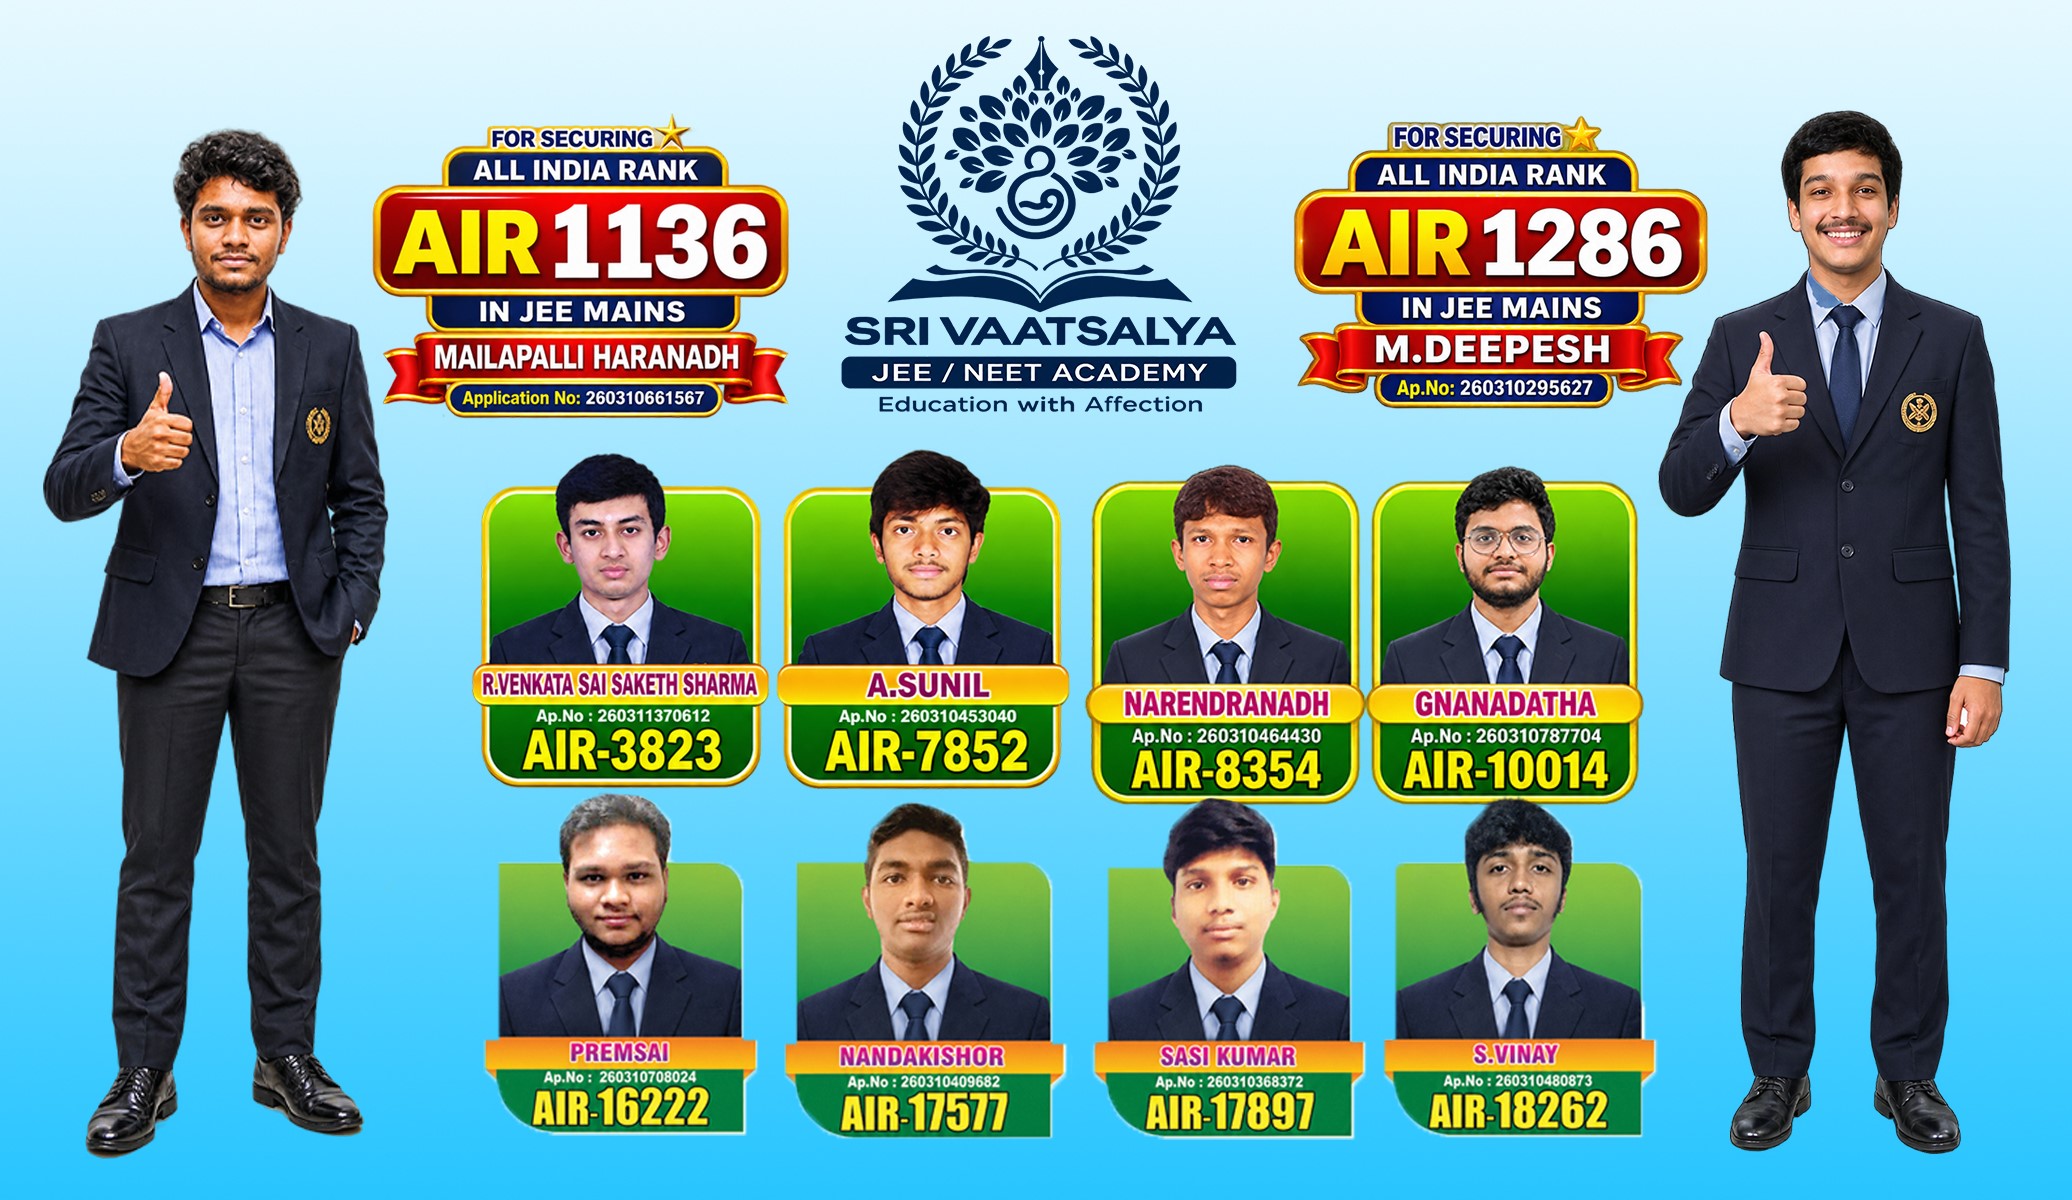 FOR SECURING
ALL INDIA RANK
AIR 1136
IN JEE MAINS
MAILAPALLI HARANADH
Application No: 260310661567
SRI VAATSALYA
JEE / NEET ACADEMY
Education with Affection
FOR SECURING
ALL INDIA RANK
AIR 1286
IN JEE MAINS
M.DEEPESH
Ap.No: 260310295627
R.VENKATA SAI SAKETH SHARMA
Ap.No : 260311370612
AIR-3823
A.SUNIL
Ap.No : 260310453040
AIR-7852
NARENDRANADH
Ap.No : 260310464430
AIR-8354
GNANADATHA
Ap.No : 260310787704
AIR-10014
PREMSAI
Ap.No : 260310708024
AIR-16222
NANDAKISHOR
Ap.No : 260310409682
AIR-17577
SASI KUMAR
Ap.No : 260310368372
AIR-17897
S.VINAY
Ap.No : 260310480873
AIR-18262